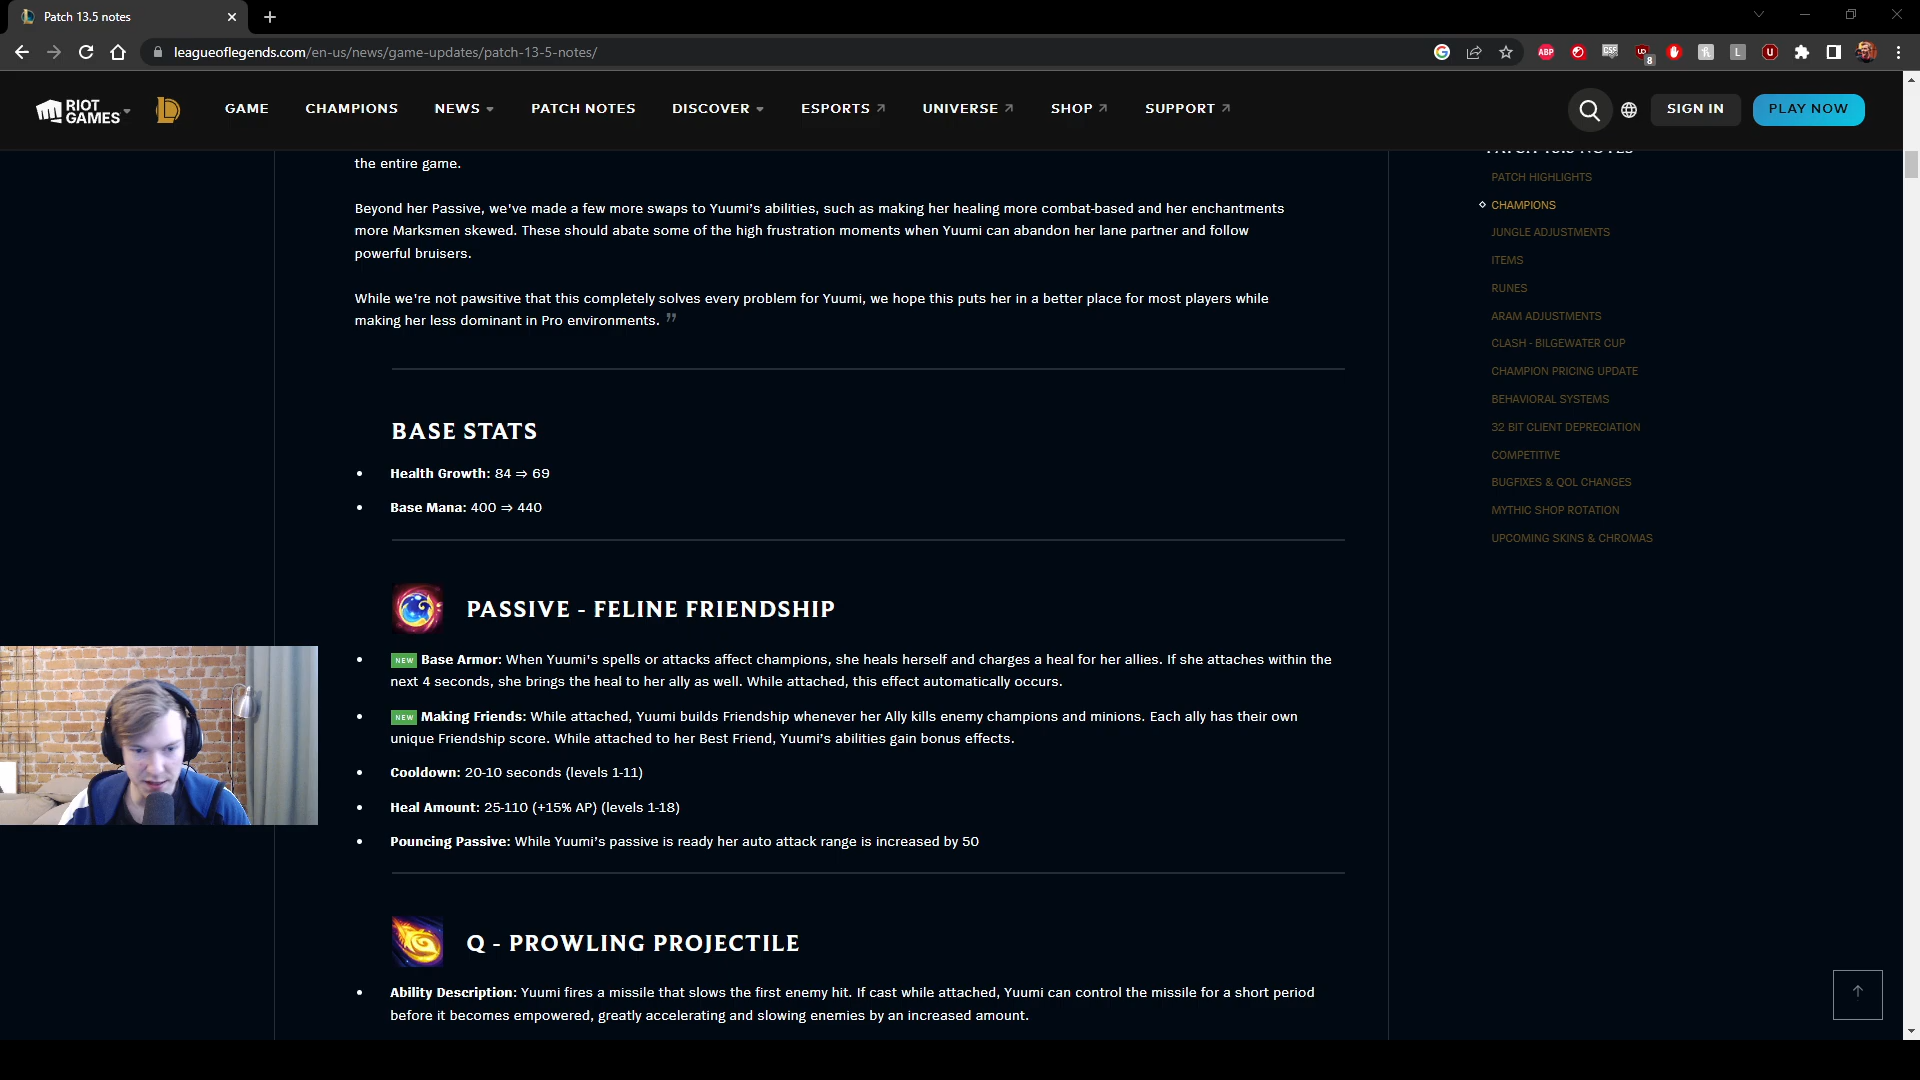 Patch 13.5 notes
leagueoflegends.com/en-us/news/game-updates/patch-13-5-notes/
ABP
8
L
RIOT GAMES
GAME
CHAMPIONS
NEWS
PATCH NOTES
DISCOVER
ESPORTS
UNIVERSE
SHOP
SUPPORT
SIGN IN
PLAY NOW
the entire game.
Beyond her Passive, we've made a few more swaps to Yuumi’s abilities, such as making her healing more combat-based and her enchantments
more Marksmen skewed. These should abate some of the high frustration moments when Yuumi can abandon her lane partner and follow
powerful bruisers.
While we're not pawsitive that this completely solves every problem for Yuumi, we hope this puts her in a better place for most players while
making her less dominant in Pro environments. ”
BASE STATS
• Health Growth: 84 ⇒ 69
• Base Mana: 400 ⇒ 440
PASSIVE - FELINE FRIENDSHIP
• NEW Base Armor: When Yuumi's spells or attacks affect champions, she heals herself and charges a heal for her allies. If she attaches within the
next 4 seconds, she brings the heal to her ally as well. While attached, this effect automatically occurs.
• NEW Making Friends: While attached, Yuumi builds Friendship whenever her Ally kills enemy champions and minions. Each ally has their own
unique Friendship score. While attached to her Best Friend, Yuumi’s abilities gain bonus effects.
• Cooldown: 20-10 seconds (levels 1-11)
• Heal Amount: 25-110 (+15% AP) (levels 1-18)
• Pouncing Passive: While Yuumi’s passive is ready her auto attack range is increased by 50
Q - PROWLING PROJECTILE
• Ability Description: Yuumi fires a missile that slows the first enemy hit. If cast while attached, Yuumi can control the missile for a short period
before it becomes empowered, greatly accelerating and slowing enemies by an increased amount.
PATCH 13.5 NOTES
PATCH HIGHLIGHTS
CHAMPIONS
JUNGLE ADJUSTMENTS
ITEMS
RUNES
ARAM ADJUSTMENTS
CLASH - BILGEWATER CUP
CHAMPION PRICING UPDATE
BEHAVIORAL SYSTEMS
32 BIT CLIENT DEPRECIATION
COMPETITIVE
BUGFIXES & QOL CHANGES
MYTHIC SHOP ROTATION
UPCOMING SKINS & CHROMAS